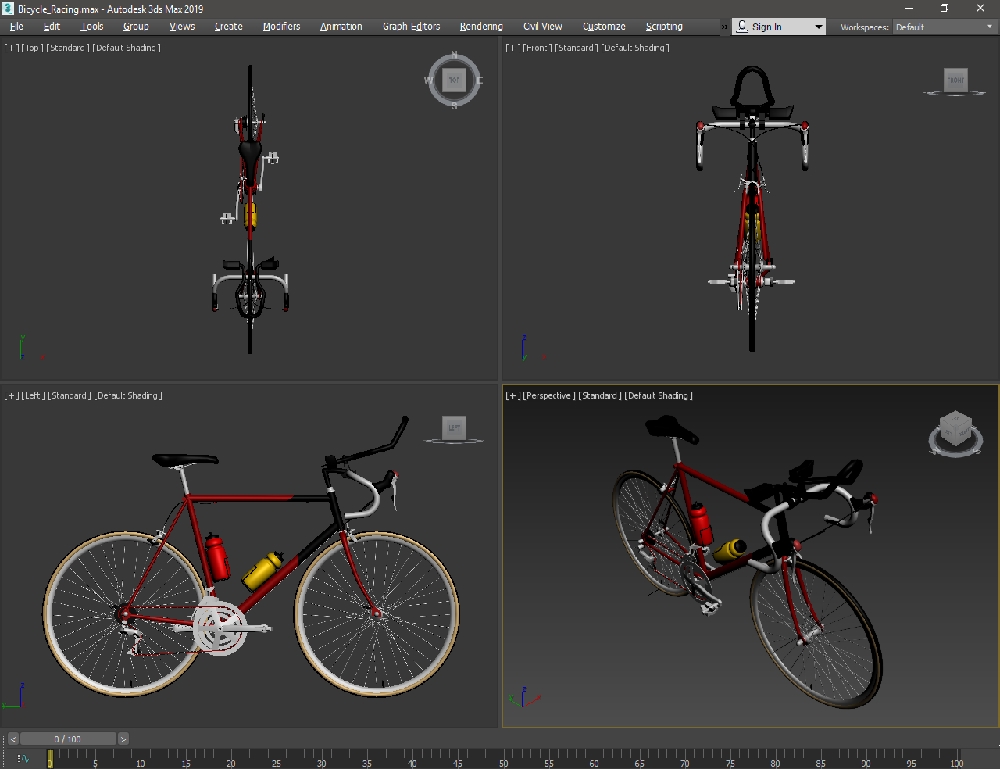 Bicycle_Racing.max - Autodesk 3ds Max 2019
File Edit Tools Group Views Create Modifiers Animation Graph Editors Rendering Civil View Customize Scripting » Sign In Workspaces: Default
[+] [Top] [Standard] [Default Shading]
[+] [Front] [Standard] [Default Shading]
N
W TOP E
S
FRONT
y
x
z
[+] [Left] [Standard] [Default Shading]
[+] [Perspective] [Standard] [Default Shading]
LEFT
z
z
< 0 / 100 >
0 5 10 15 20 25 30 35 40 45 50 55 60 65 70 75 80 85 90 95 100